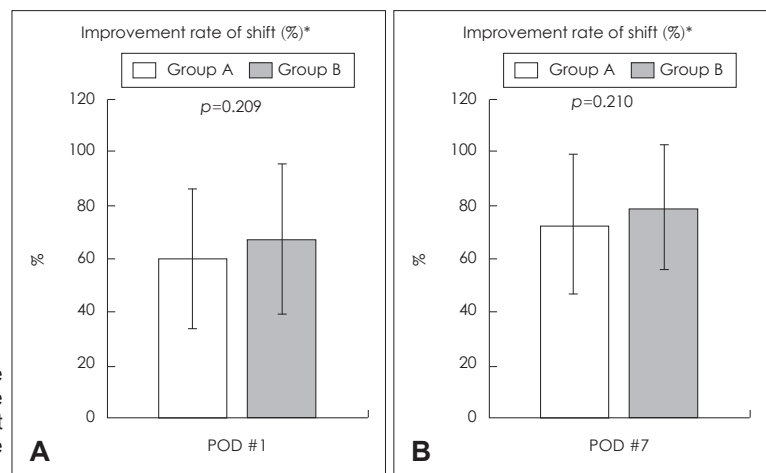 Improvement rate of shift (%)*
Group A Group B
120
p=0.209
100
80
60
%
40
20
0
POD #1
A
Improvement rate of shift (%)*
Group A Group B
120
p=0.210
100
80
60
%
40
20
0
POD #7
B